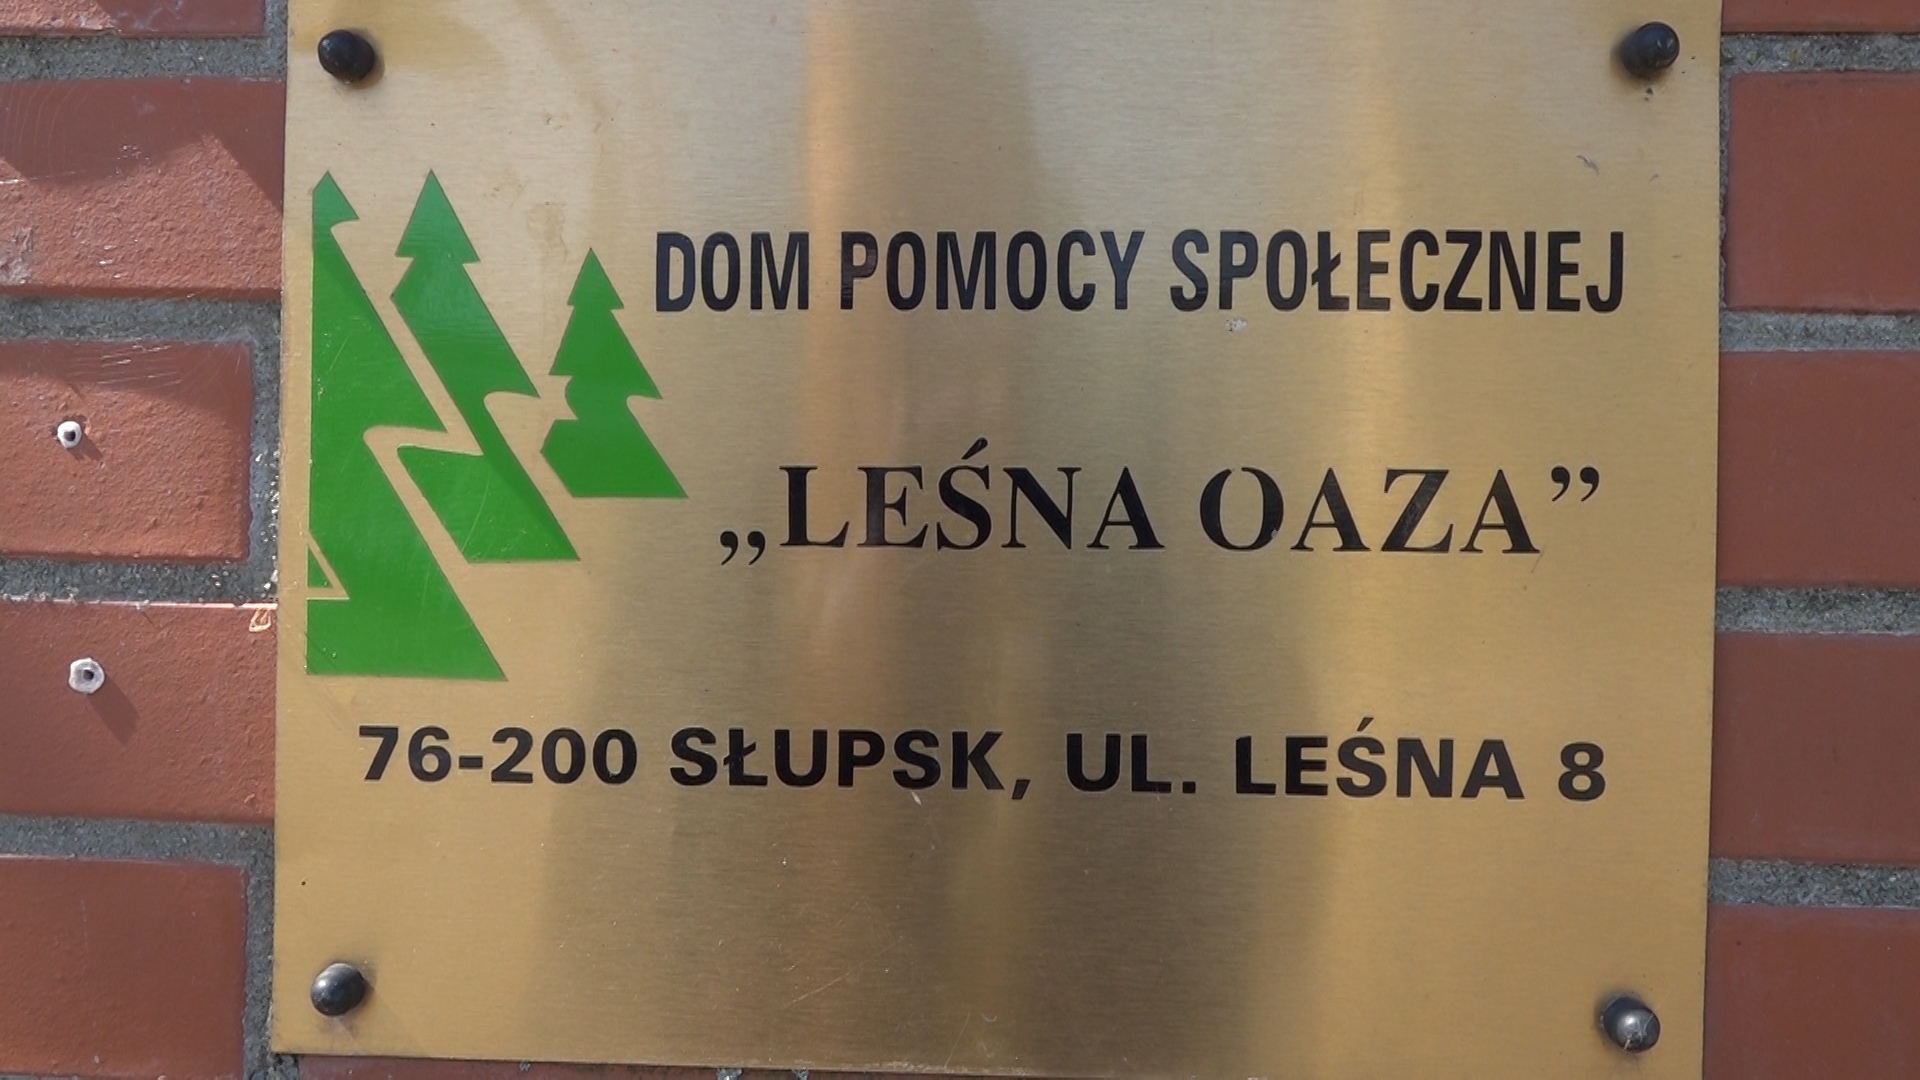 DOM POMOCY SPOŁECZNEJ
„LEŚNA OAZA”
76-200 SŁUPSK, UL. LEŚNA 8